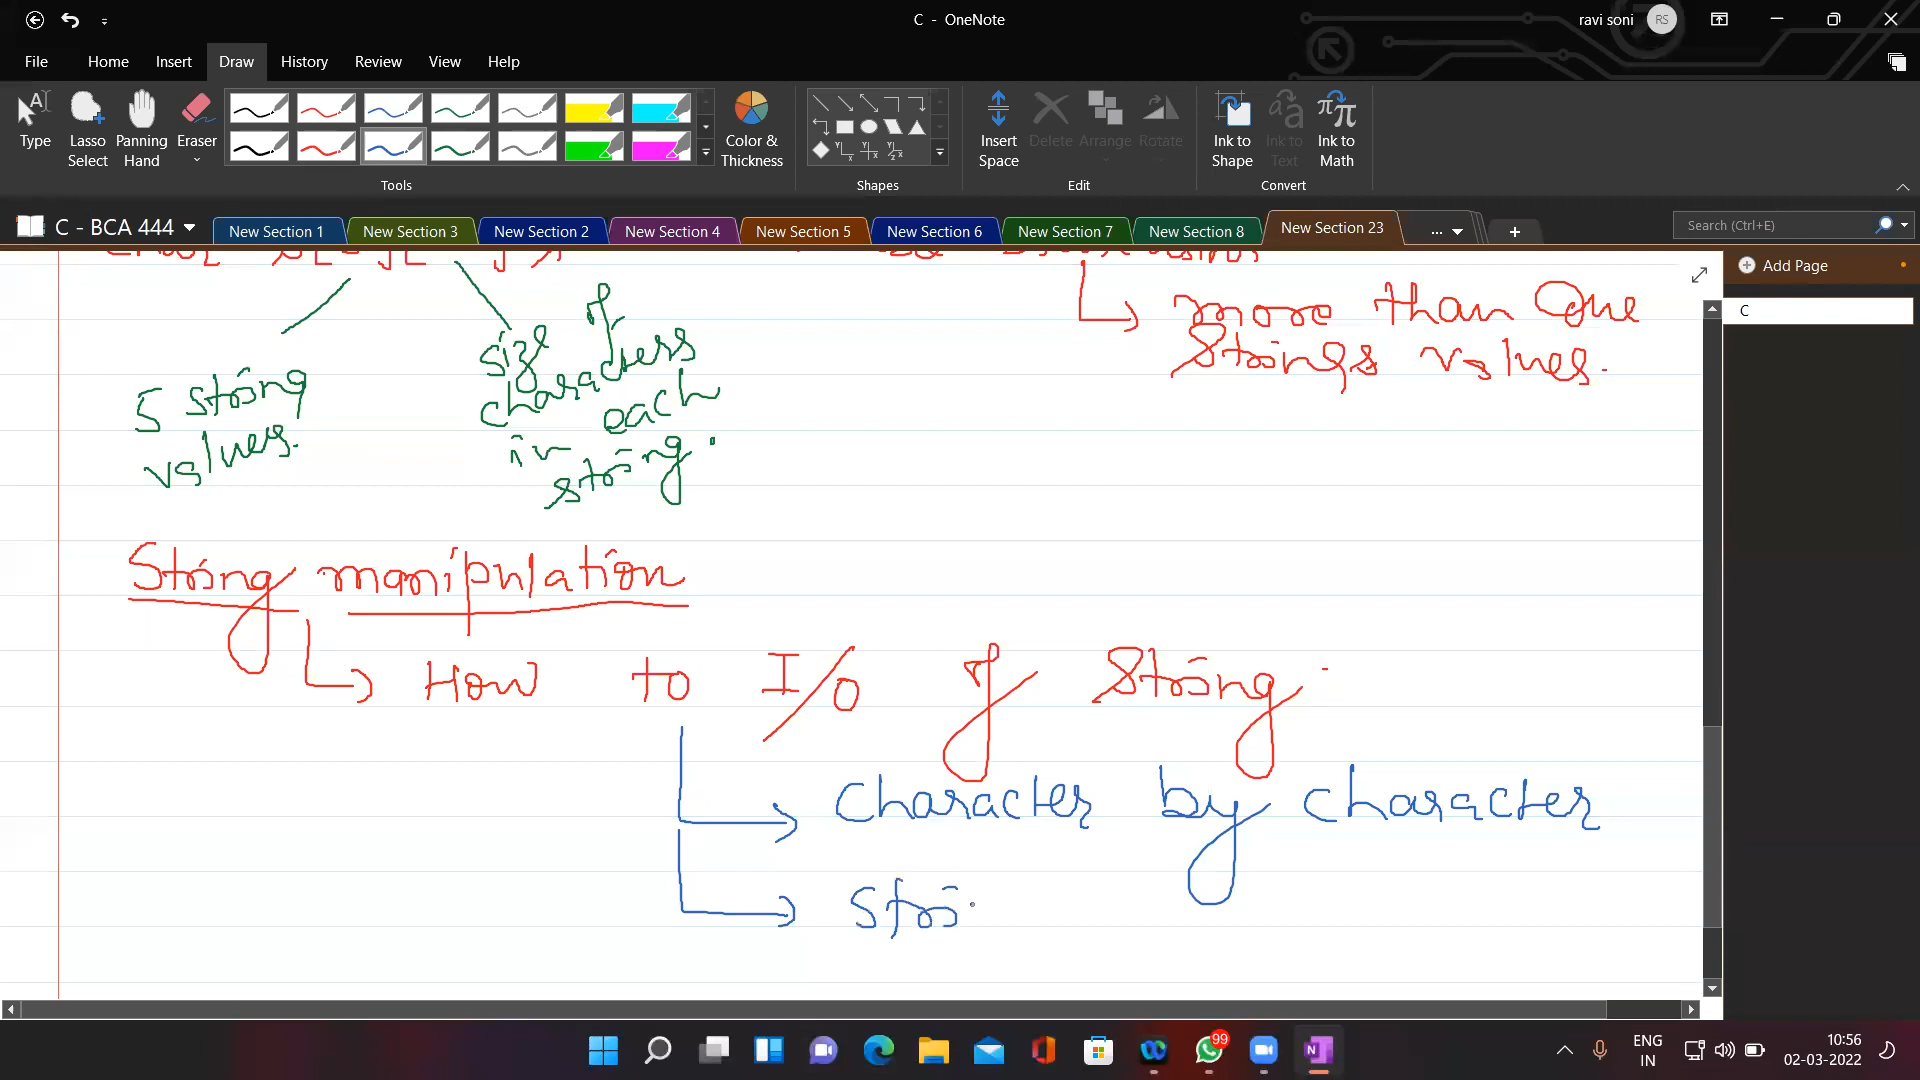 C - OneNote
ravi soni
RS
File Home Insert Draw History Review View Help
Type
Lasso Select
Panning Hand
Eraser
Color & Thickness
Insert Space
Delete
Arrange
Rotate
Ink to Shape
Ink to Text
Ink to Math
Tools
Shapes
Edit
Convert
C - BCA 444
New Section 1
New Section 3
New Section 2
New Section 4
New Section 5
New Section 6
New Section 7
New Section 8
New Section 23
...
Search (Ctrl+E)
Add Page
C
more than One
Strings values.
5 string
values.
size of
characters
in each
string.
String manipulation
How to I/O of String.
Character by character
Stri
99
ENG
IN
10:56
02-03-2022